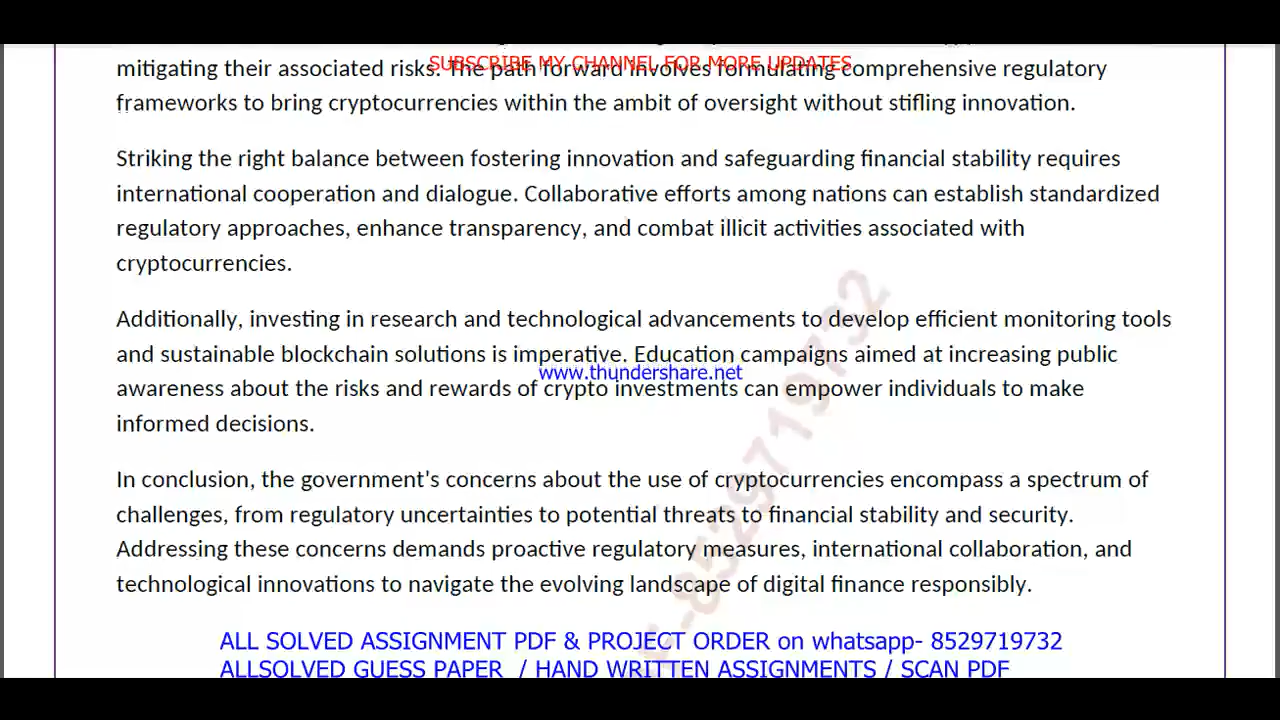 SUBSCRIBE MY CHANNEL FOR MORE UPDATES
mitigating their associated risks. The path forward involves formulating comprehensive regulatory
frameworks to bring cryptocurrencies within the ambit of oversight without stifling innovation.
Striking the right balance between fostering innovation and safeguarding financial stability requires
international cooperation and dialogue. Collaborative efforts among nations can establish standardized
regulatory approaches, enhance transparency, and combat illicit activities associated with
cryptocurrencies.
Additionally, investing in research and technological advancements to develop efficient monitoring tools
and sustainable blockchain solutions is imperative. Education campaigns aimed at increasing public
www.thundershare.net
awareness about the risks and rewards of crypto investments can empower individuals to make
informed decisions.
In conclusion, the government's concerns about the use of cryptocurrencies encompass a spectrum of
challenges, from regulatory uncertainties to potential threats to financial stability and security.
Addressing these concerns demands proactive regulatory measures, international collaboration, and
technological innovations to navigate the evolving landscape of digital finance responsibly.
-8529719732
ALL SOLVED ASSIGNMENT PDF & PROJECT ORDER on whatsapp- 8529719732
ALLSOLVED GUESS PAPER / HAND WRITTEN ASSIGNMENTS / SCAN PDF